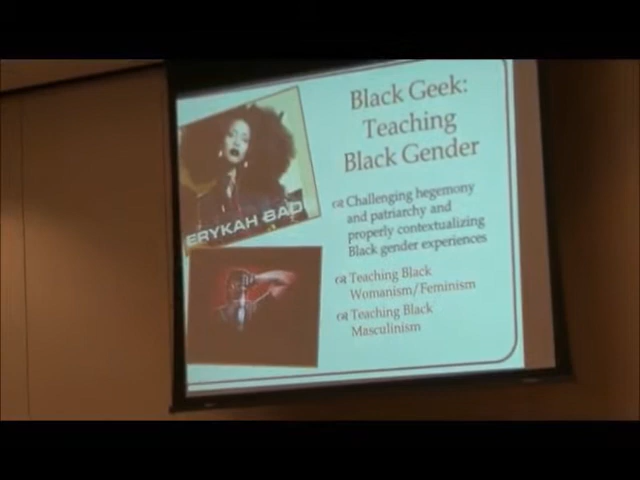 Black Geek:
Teaching
Black Gender
Challenging hegemony
and patriarchy and
properly contextualizing
Black gender experiences
Teaching Black
Womanism/Feminism
Teaching Black
Masculinism
ERYKAH BAD